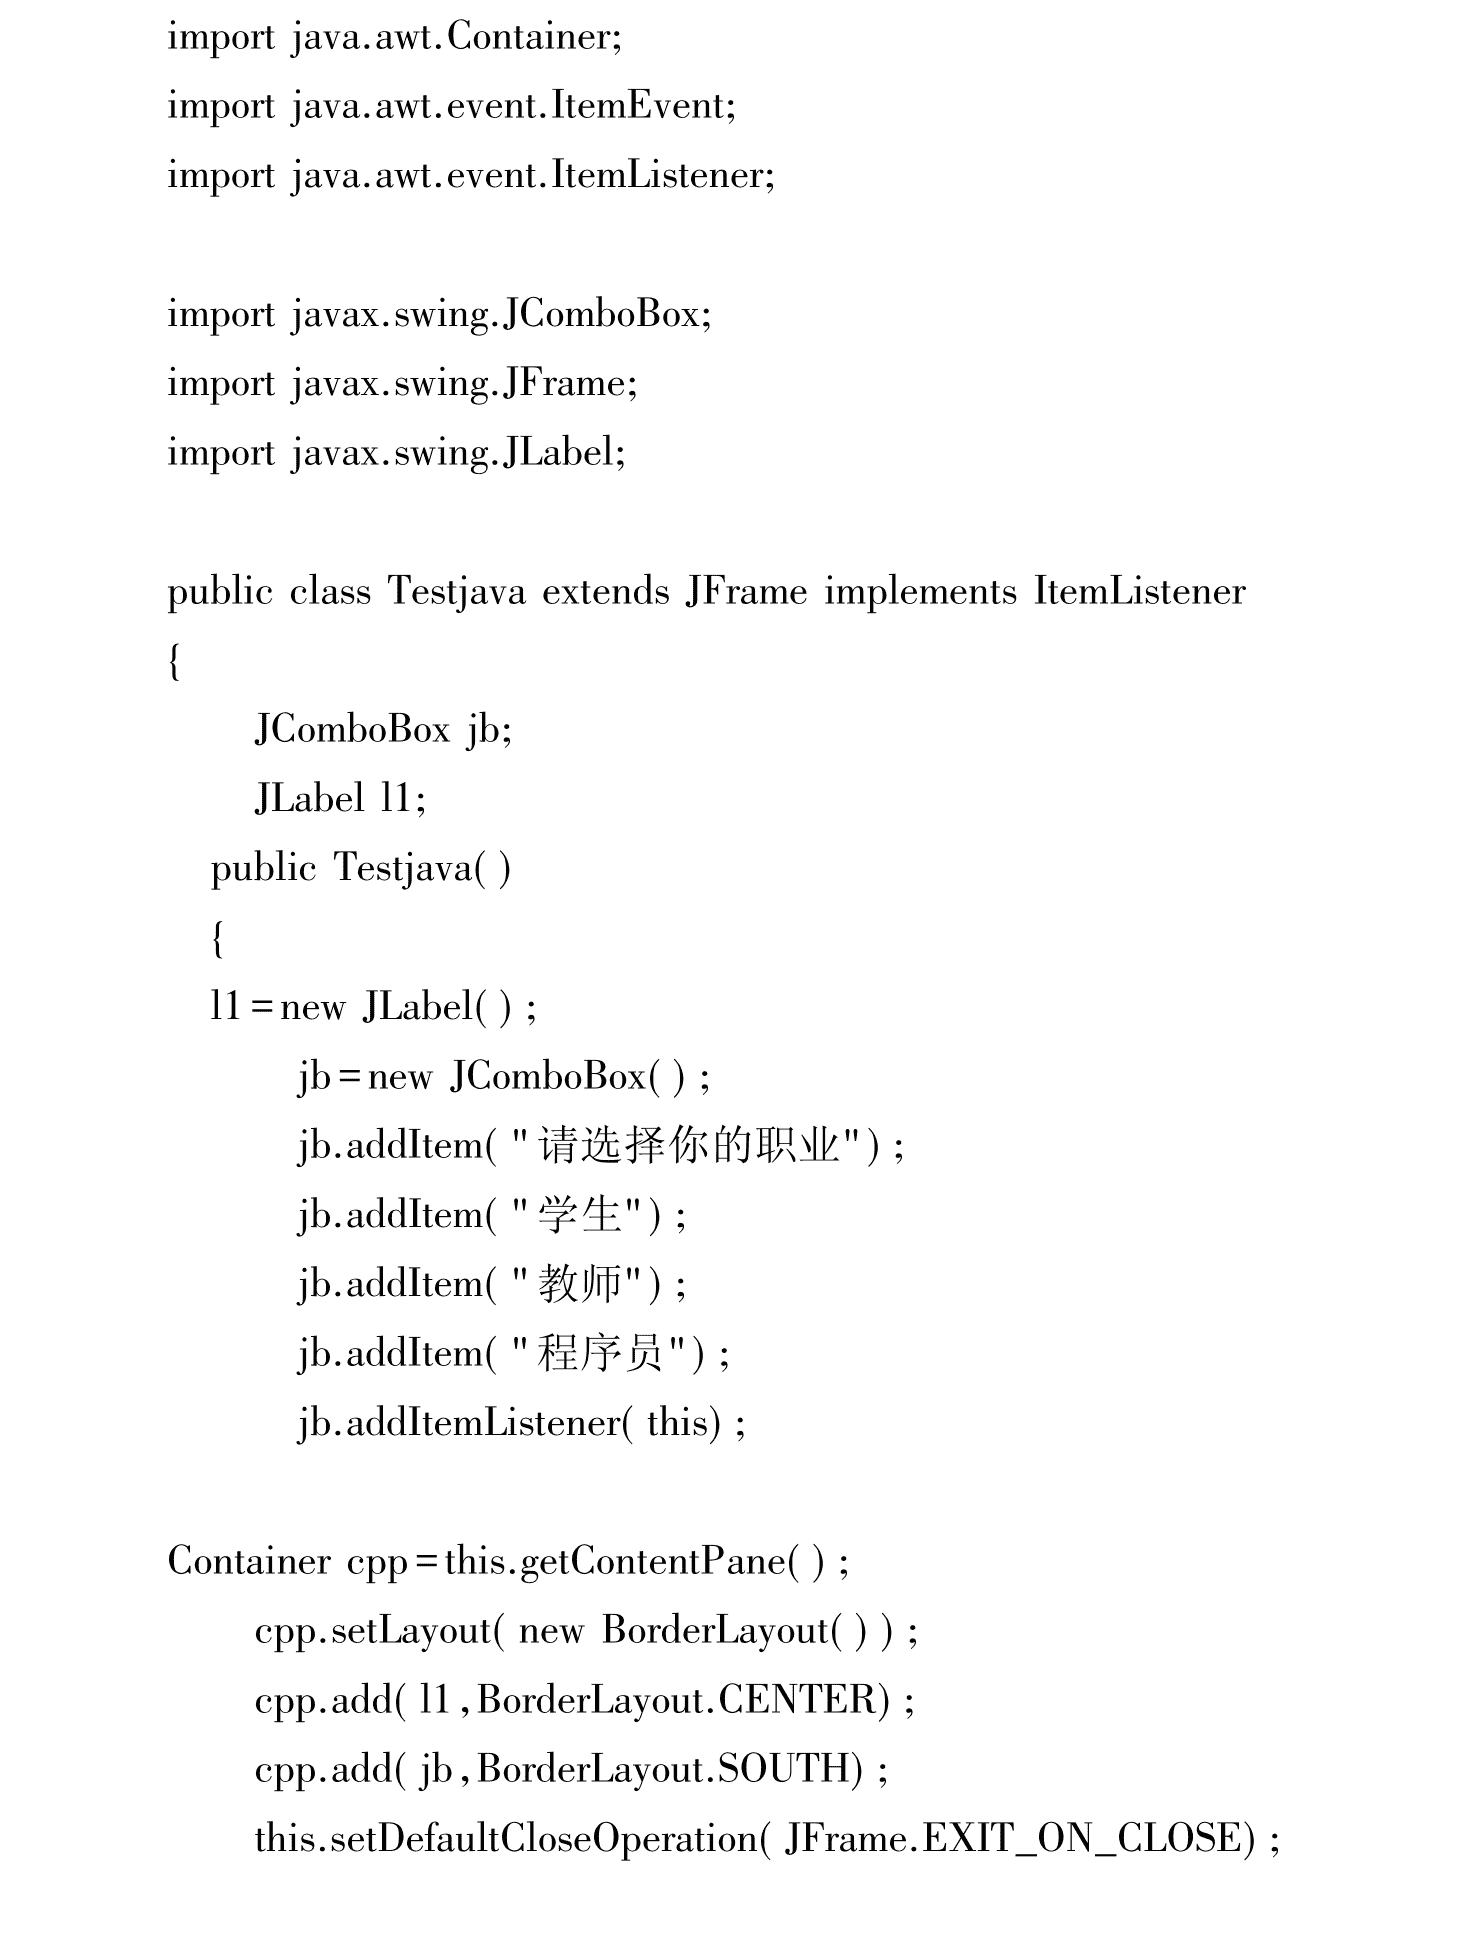 import java.awt.Container;
import java.awt.event.ItemEvent;
import java.awt.event.ItemListener;
import javax.swing.JComboBox;
import javax.swing.JFrame;
import javax.swing.JLabel;
public class Testjava extends JFrame implements ItemListener
{
JComboBox jb;
JLabel l1;
public Testjava()
{
l1=new JLabel();
jb=new JComboBox();
jb.addItem("请选择你的职业");
jb.addItem("学生");
jb.addItem("教师");
jb.addItem("程序员");
jb.addItemListener(this);
Container cpp=this.getContentPane();
cpp.setLayout(new BorderLayout());
cpp.add(l1,BorderLayout.CENTER);
cpp.add(jb,BorderLayout.SOUTH);
this.setDefaultCloseOperation(JFrame.EXIT_ON_CLOSE);